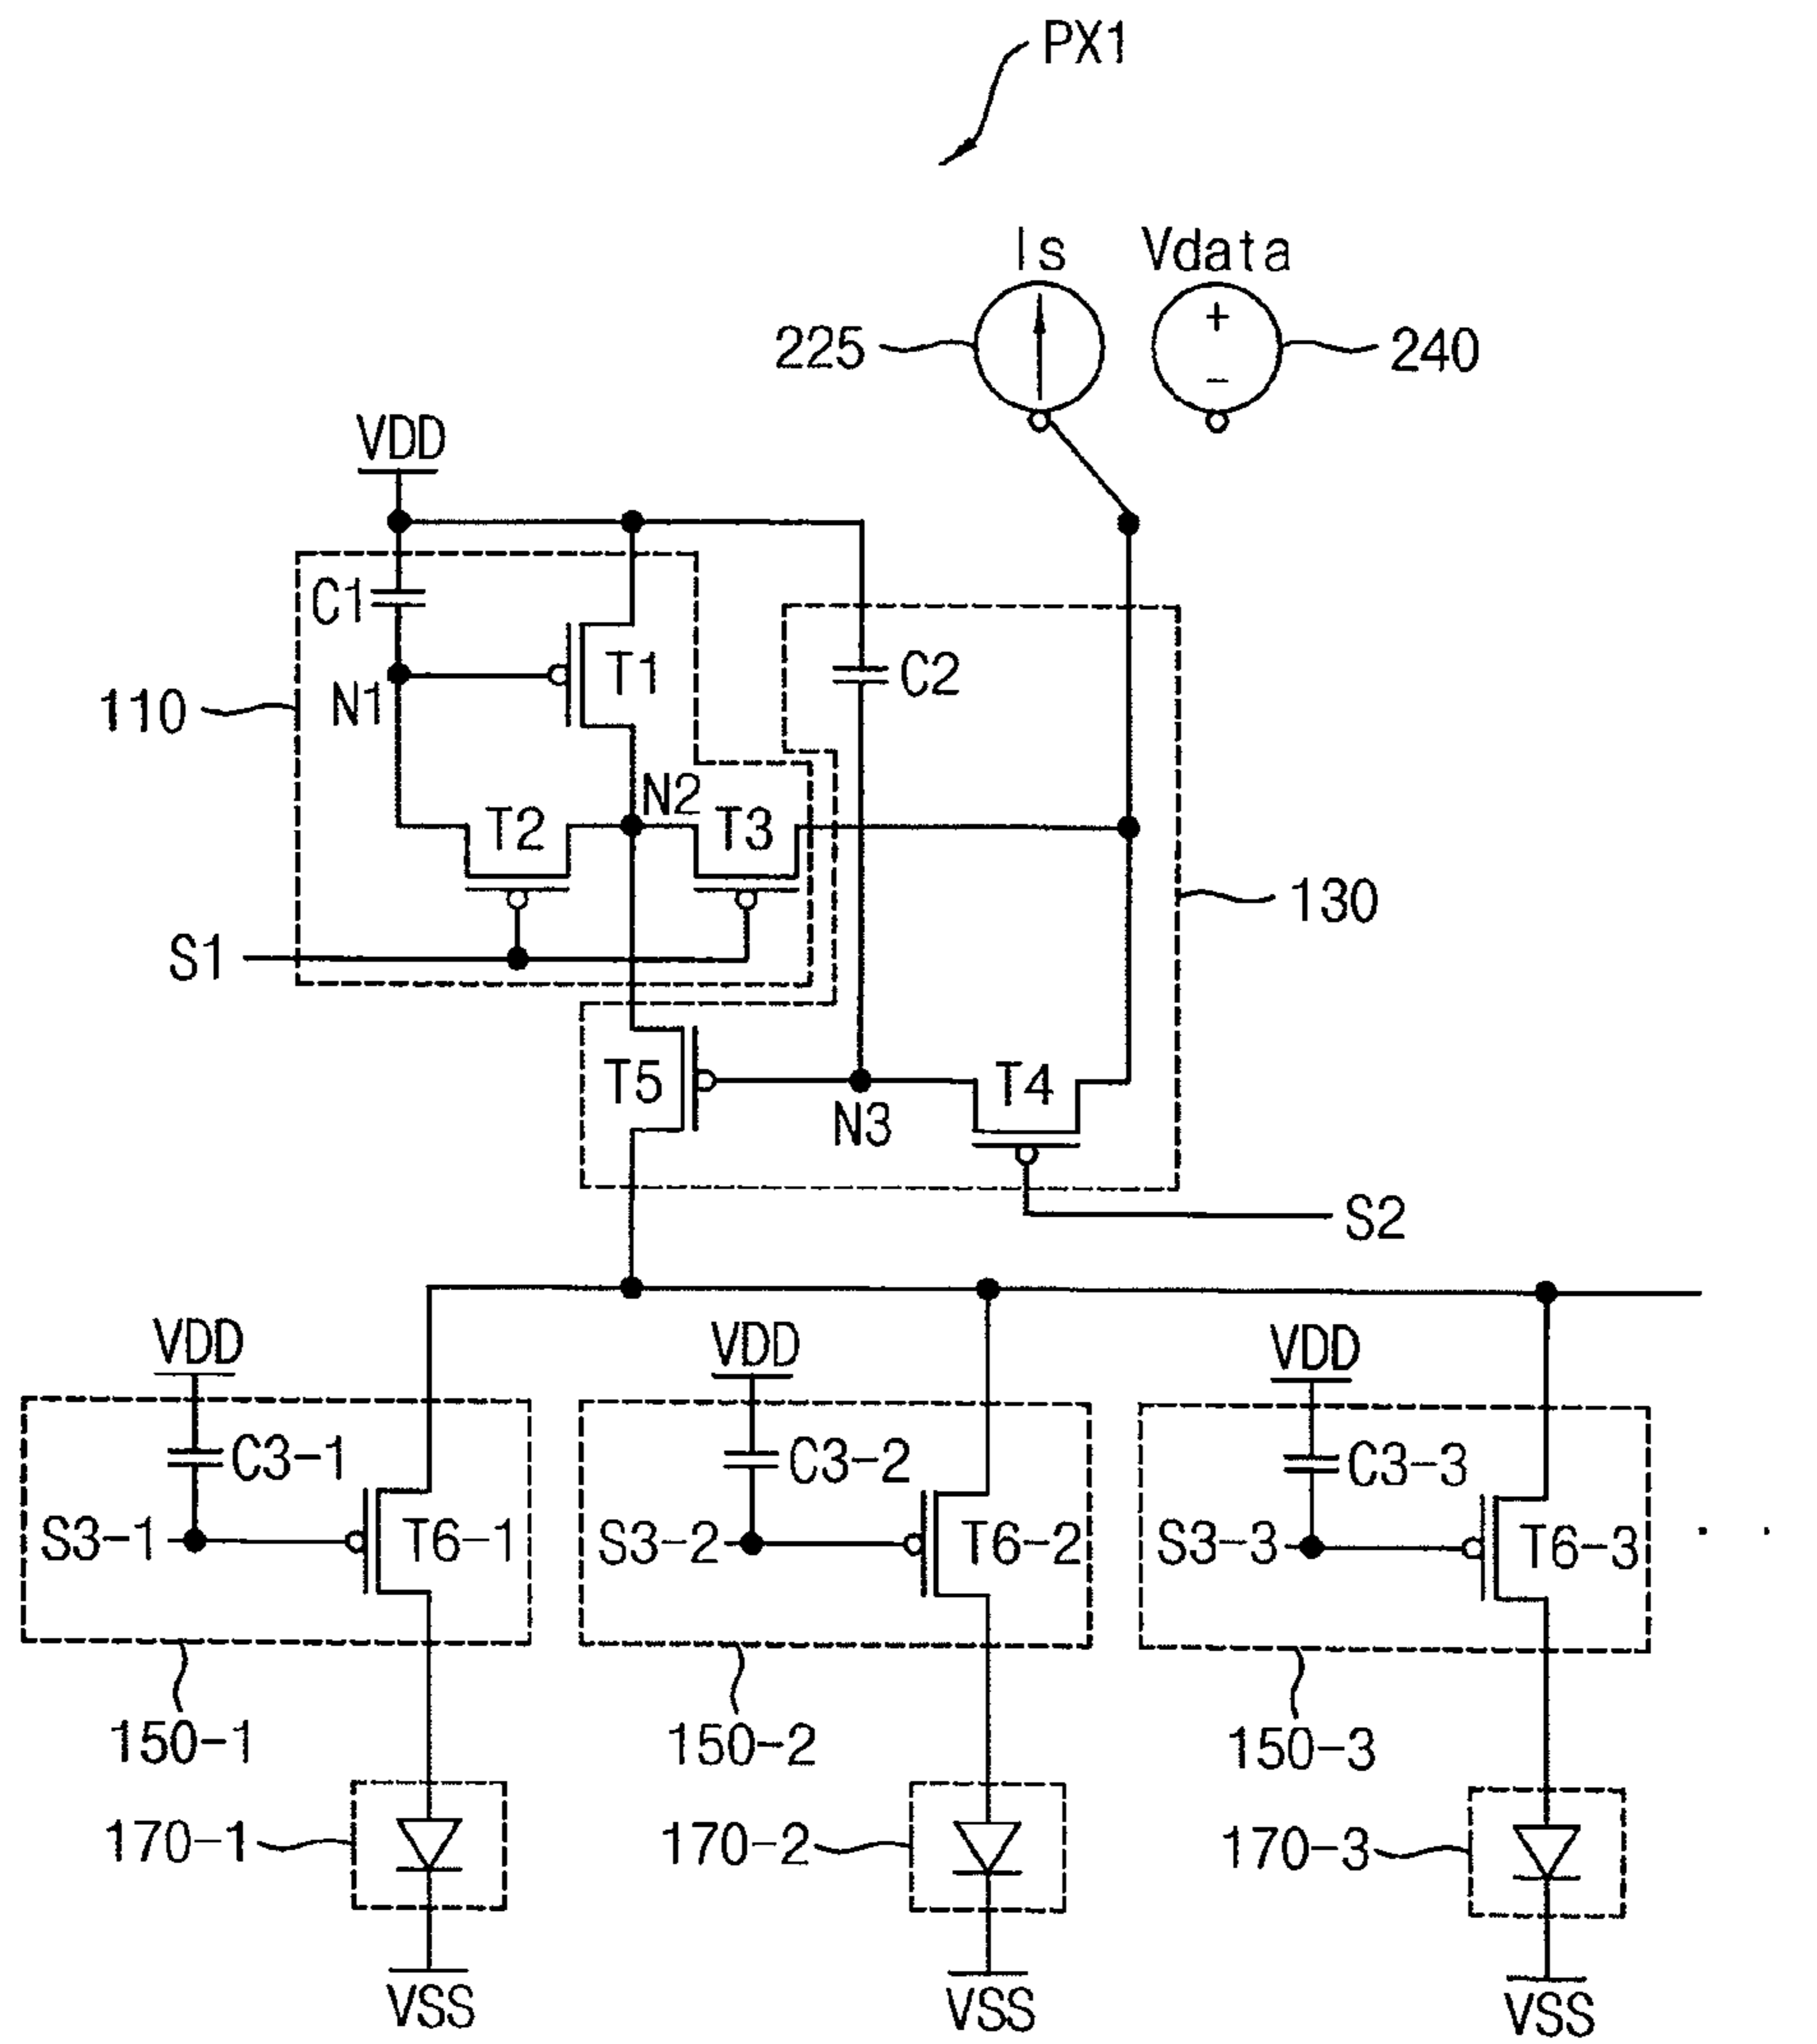 PX1
Is
Vdata
+
−
225
240
VDD
C1
T1
C2
110
N1
N2
T2
T3
130
S1
T5
T4
N3
S2
VDD
VDD
VDD
C3-1
C3-2
C3-3
S3-1
T6-1
S3-2
T6-2
S3-3
T6-3
150-1
150-2
150-3
170-1
170-2
170-3
VSS
VSS
VSS